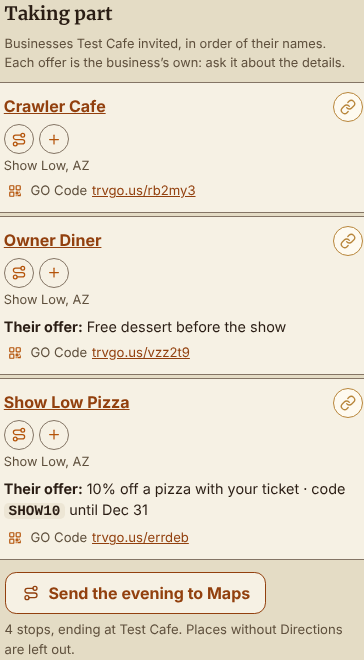 Taking part
Businesses Test Cafe invited, in order of their names.
Each offer is the business’s own: ask it about the details.
Crawler Cafe
Show Low, AZ
GO Code trvgo.us/rb2my3
Owner Diner
Show Low, AZ
Their offer: Free dessert before the show
GO Code trvgo.us/vzz2t9
Show Low Pizza
Show Low, AZ
Their offer: 10% off a pizza with your ticket · code
SHOW10 until Dec 31
GO Code trvgo.us/errdeb
Send the evening to Maps
4 stops, ending at Test Cafe. Places without Directions
are left out.